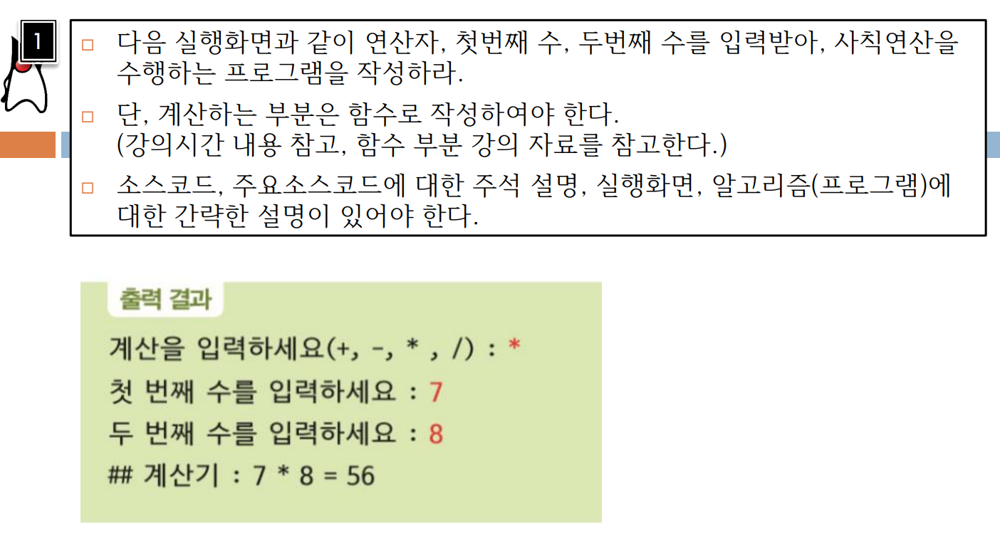 1
□ 다음 실행화면과 같이 연산자, 첫번째 수, 두번째 수를 입력받아, 사칙연산을
수행하는 프로그램을 작성하라.
□ 단, 계산하는 부분은 함수로 작성하여야 한다.
(강의시간 내용 참고, 함수 부분 강의 자료를 참고한다.)
□ 소스코드, 주요소스코드에 대한 주석 설명, 실행화면, 알고리즘(프로그램)에
대한 간략한 설명이 있어야 한다.
출력 결과
계산을 입력하세요(+, -, * , /) : *
첫 번째 수를 입력하세요 : 7
두 번째 수를 입력하세요 : 8
## 계산기 : 7 * 8 = 56